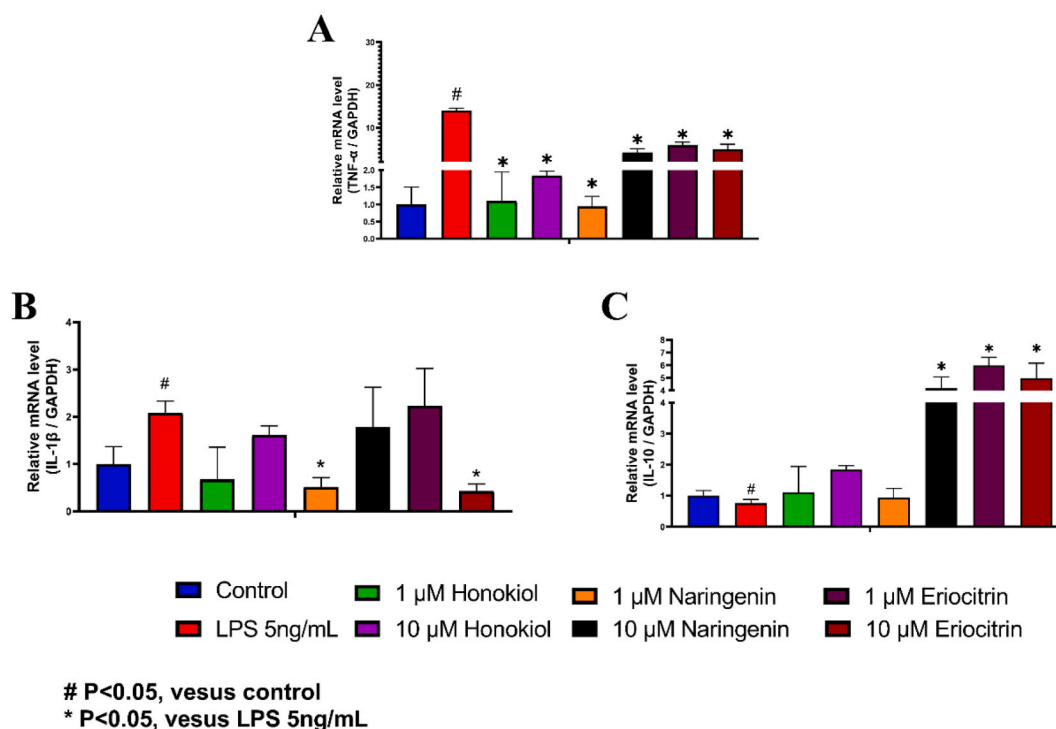 A
Relative mRNA level
(TNF-α / GAPDH)
30
20
10
2.0
1.5
1.0
0.5
0.0
#
*
*
*
*
*
*
B
Relative mRNA level
(IL-1β / GAPDH)
4
3
2
1
0
#
*
*
C
Relative mRNA level
(IL-10 / GAPDH)
8
7
6
5
4
4
3
2
1
0
#
*
*
*
Control
1 μM Honokiol
1 μM Naringenin
1 μM Eriocitrin
LPS 5ng/mL
10 μM Honokiol
10 μM Naringenin
10 μM Eriocitrin
# P<0.05, vesus control
* P<0.05, vesus LPS 5ng/mL